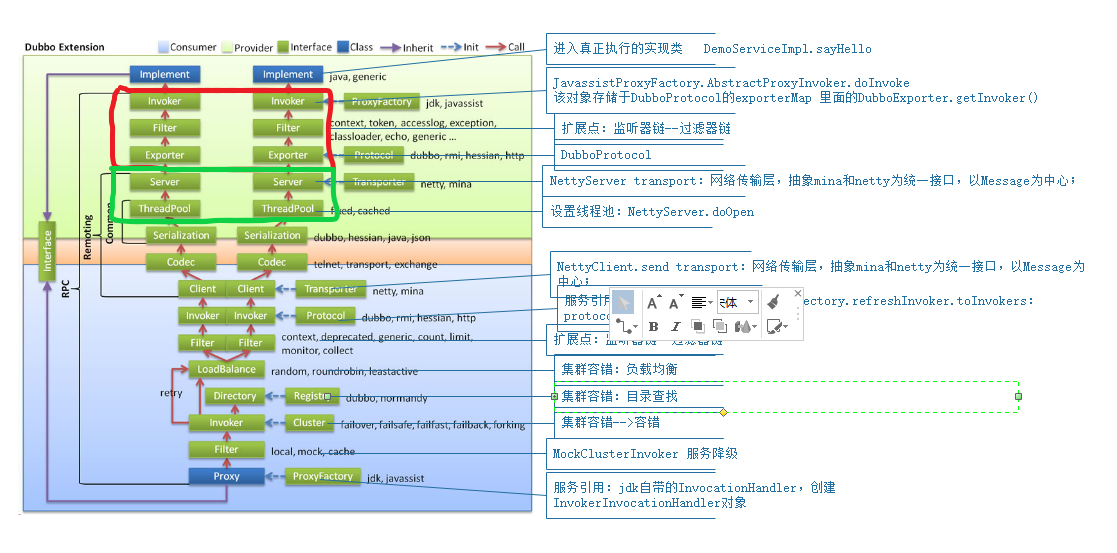 Dubbo Extension
Consumer
Provider
Interface
Class
Inherit
Init
Call
进入真正执行的实现类 DemoServiceImpl.sayHello
Implement
Implement
java, generic
JavassistProxyFactory.AbstractProxyInvoker.doInvoke
该对象存储于DubboProtocol的exporterMap 里面的DubboExporter.getInvoker()
Invoker
Invoker
ProxyFactory
jdk, javassist
Filter
Filter
context, token, accesslog, exception,
classloader, echo, generic ...
扩展点: 监听器链--过滤器链
Exporter
Exporter
Protocol
dubbo, rmi, hessian, http
DubboProtocol
Server
Server
Transporter
netty, mina
NettyServer transport: 网络传输层，抽象mina和netty为统一接口，以Message为中心；
ThreadPool
ThreadPool
fixed, cached
设置线程池: NettyServer.doOpen
Interface
RPC
Remoting
Common
Serialization
Serialization
dubbo, hessian, java, json
Codec
Codec
telnet, transport, exchange
NettyClient.send transport: 网络传输层，抽象mina和netty为统一接口，以Message为
中心；
Client
Client
Transporter
netty, mina
服务引用
ectory.refreshInvoker.toInvokers:
protoco
Invoker
Invoker
Protocol
dubbo, rmi, hessian, http
Filter
Filter
context, deprecated, generic, count, limit,
monitor, collect
扩展点: 监听器链--过滤器链
A
A
B
I
LoadBalance
random, roundrobin, leastactive
集群容错: 负载均衡
retry
Directory
Registry
dubbo, normandy
集群容错: 目录查找
Invoker
Cluster
failover, failsafe, failfast, failback, forking
集群容错-->容错
Filter
local, mock, cache
MockClusterInvoker 服务降级
Proxy
ProxyFactory
jdk, javassist
服务引用: jdk自带的InvocationHandler，创建
InvokerInvocationHandler对象